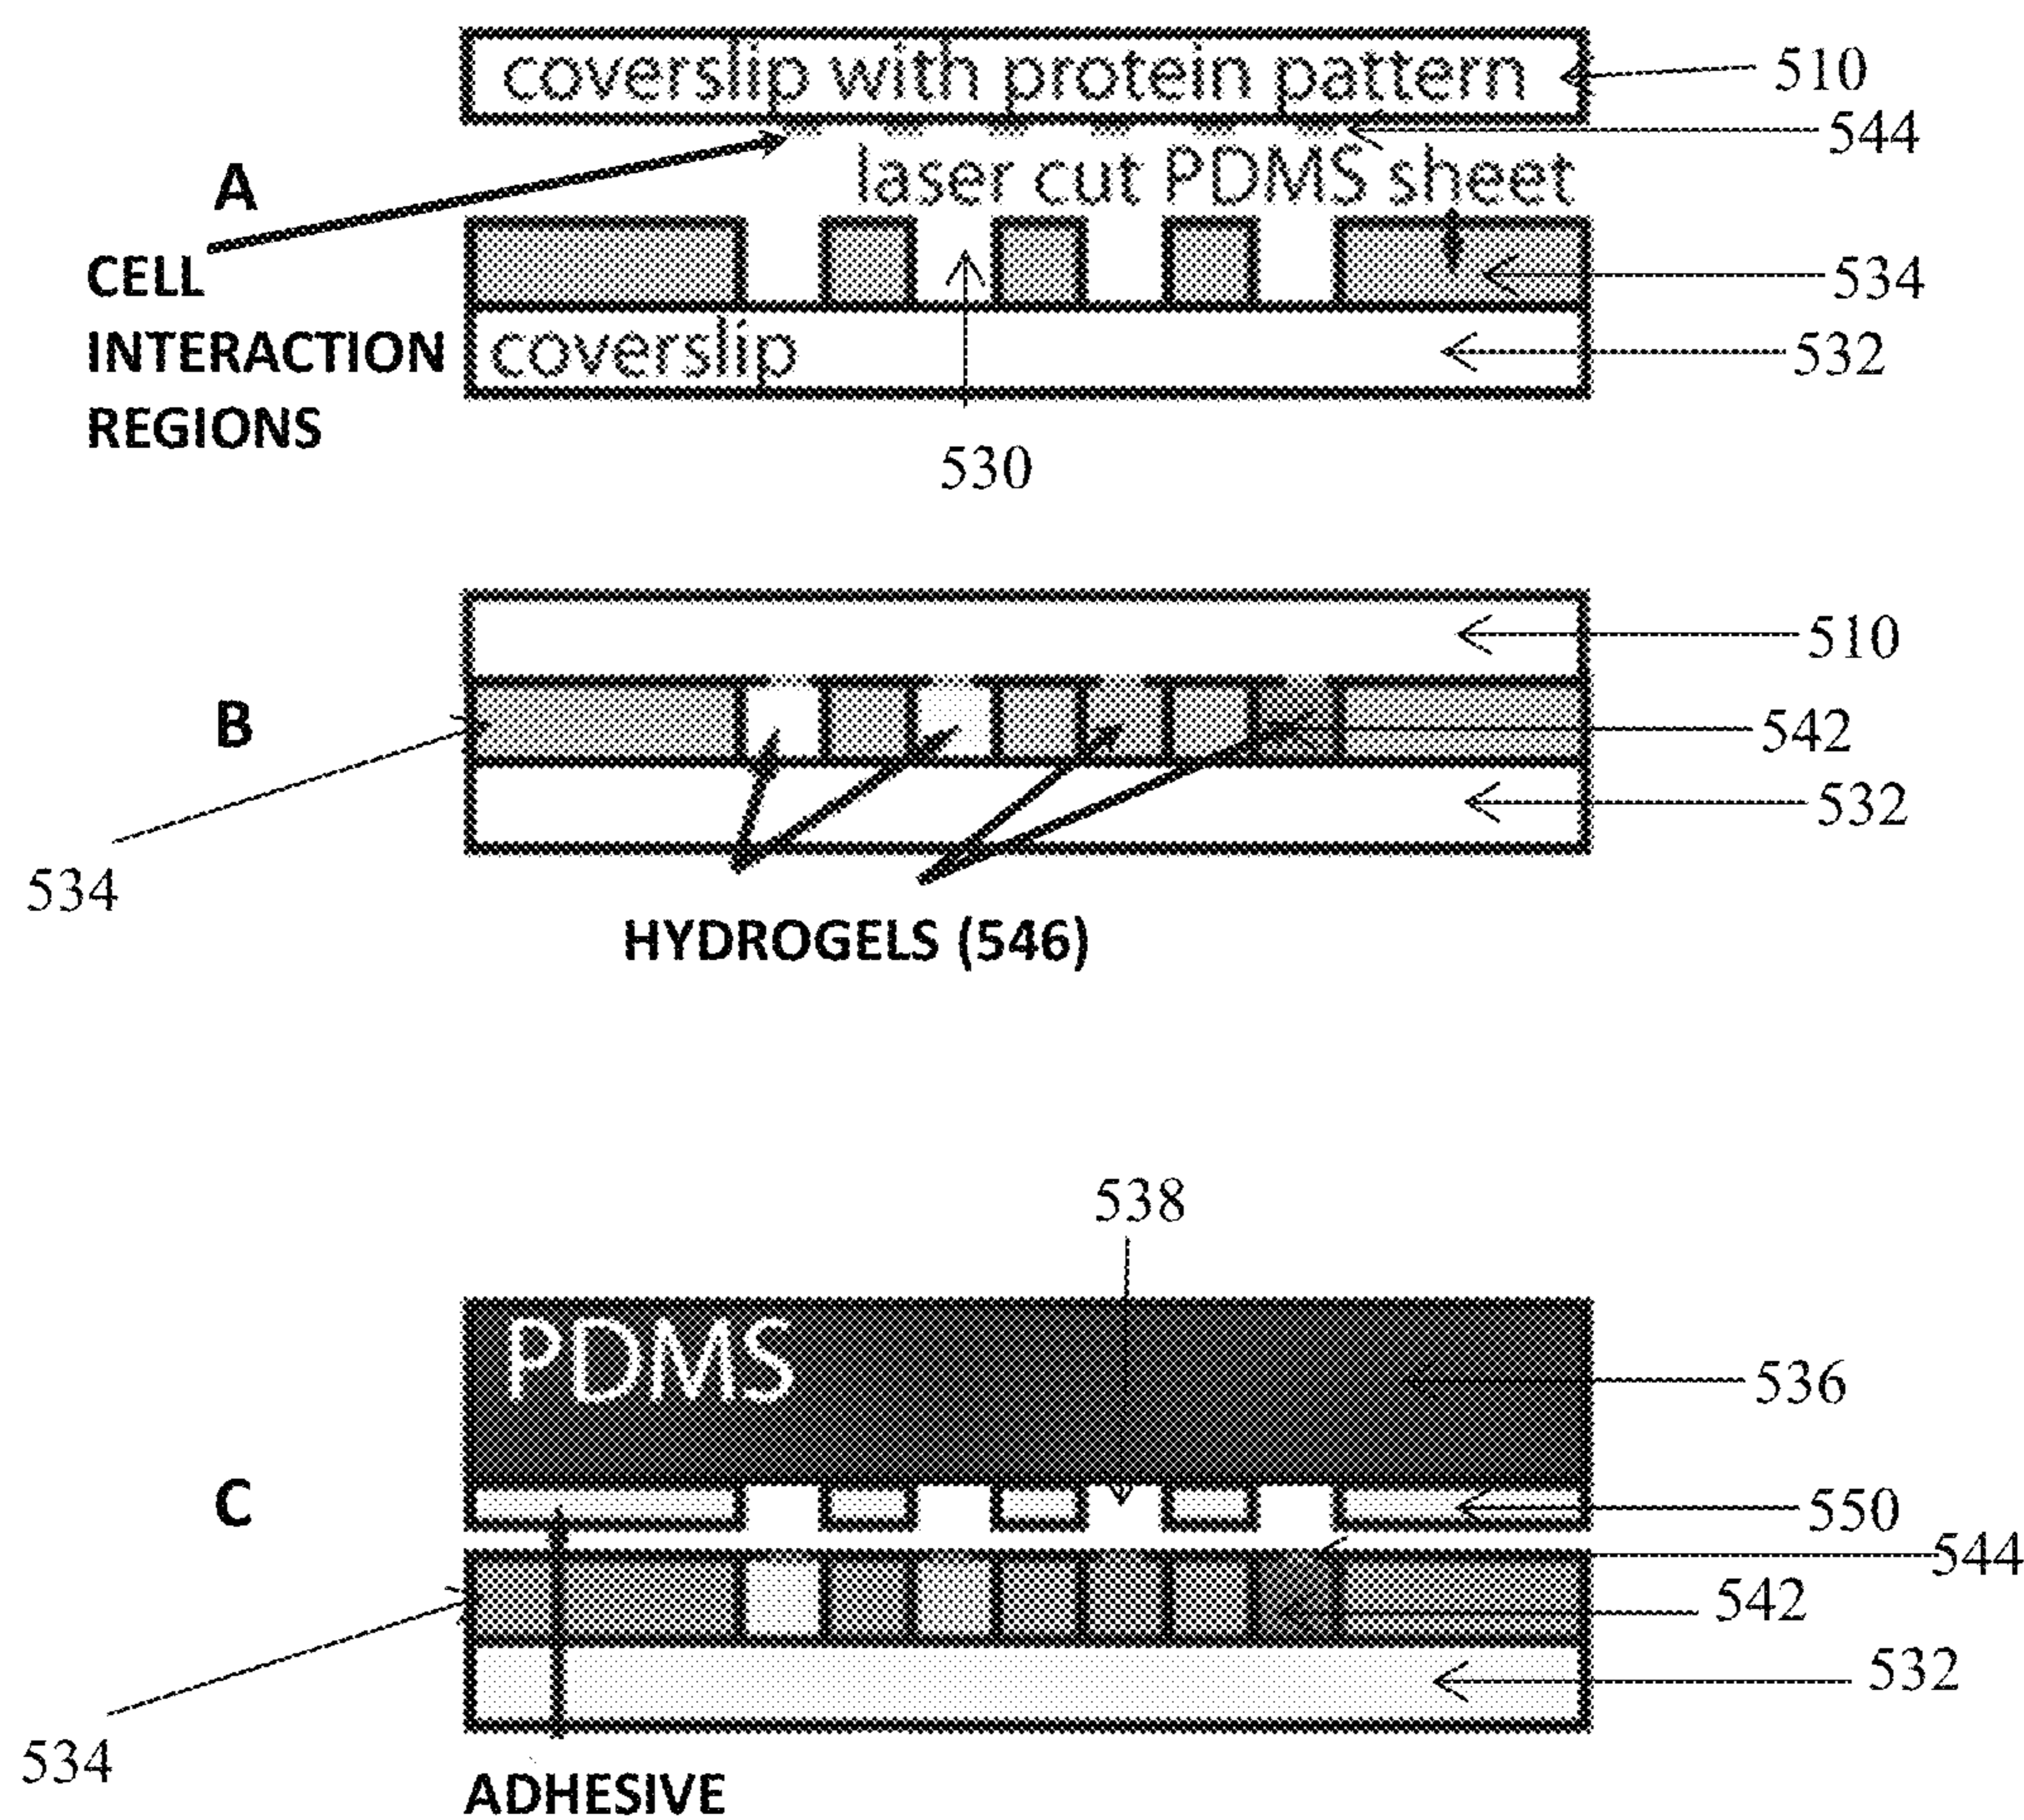 coverslip with protein pattern
510
544
A
laser cut PDMS sheet
CELL
INTERACTION
REGIONS
534
coverslip
532
530
510
B
542
532
534
HYDROGELS (546)
538
PDMS
536
C
550
544
542
532
534
ADHESIVE